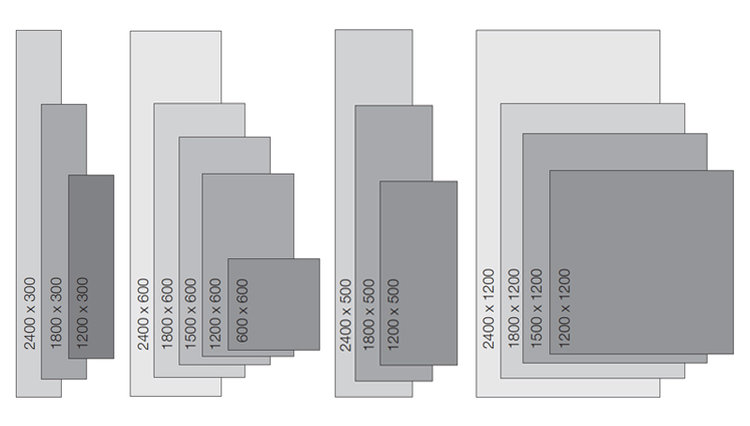 2400 x 300
1800 x 300
1200 x 300
2400 x 600
1800 x 600
1500 x 600
1200 x 600
600 x 600
2400 x 500
1800 x 500
1200 x 500
2400 x 1200
1800 x 1200
1500 x 1200
1200 x 1200